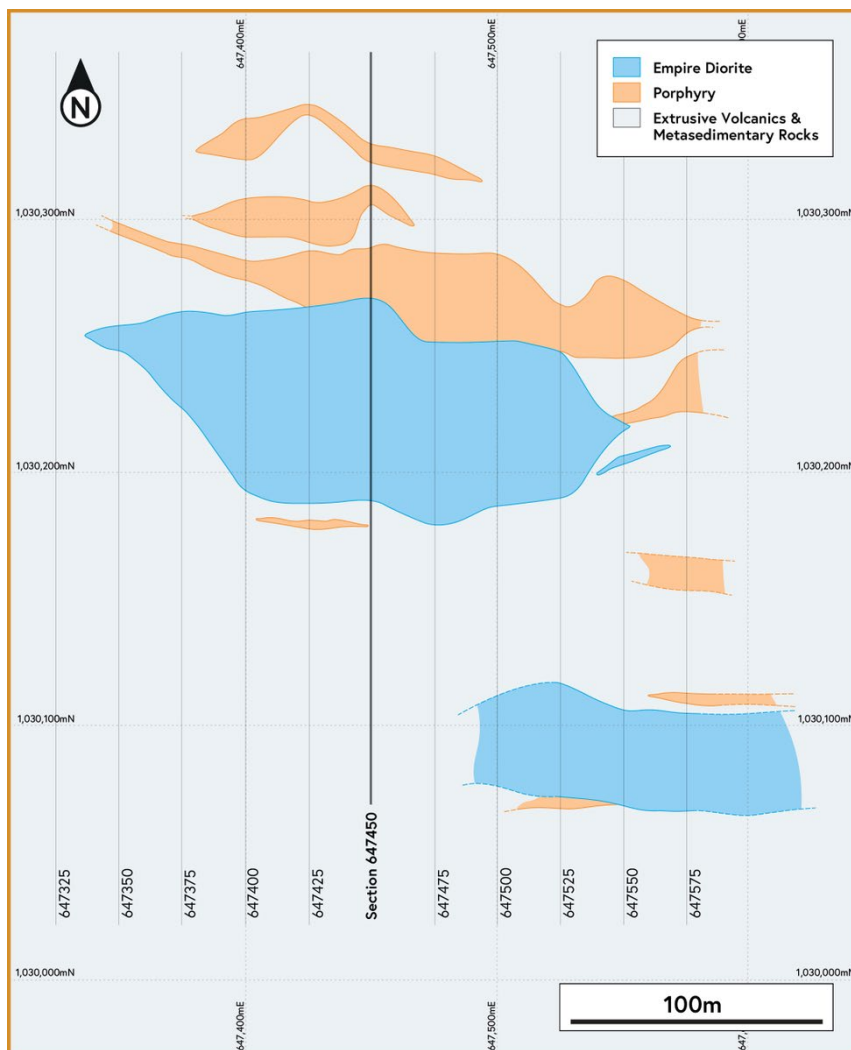 647,400mE
647,500mE
00mE
N
Empire Diorite
Porphyry
Extrusive Volcanics &
Metasedimentary Rocks
1,030,300mN
1,030,300mN
1,030,200mN
1,030,200mN
1,030,100mN
1,030,100mN
647325
647350
647375
647400
647425
Section 647450
647475
647500
647525
647550
647575
1,030,000mN
1,030,000mN
100m
647,400mE
647,500mE